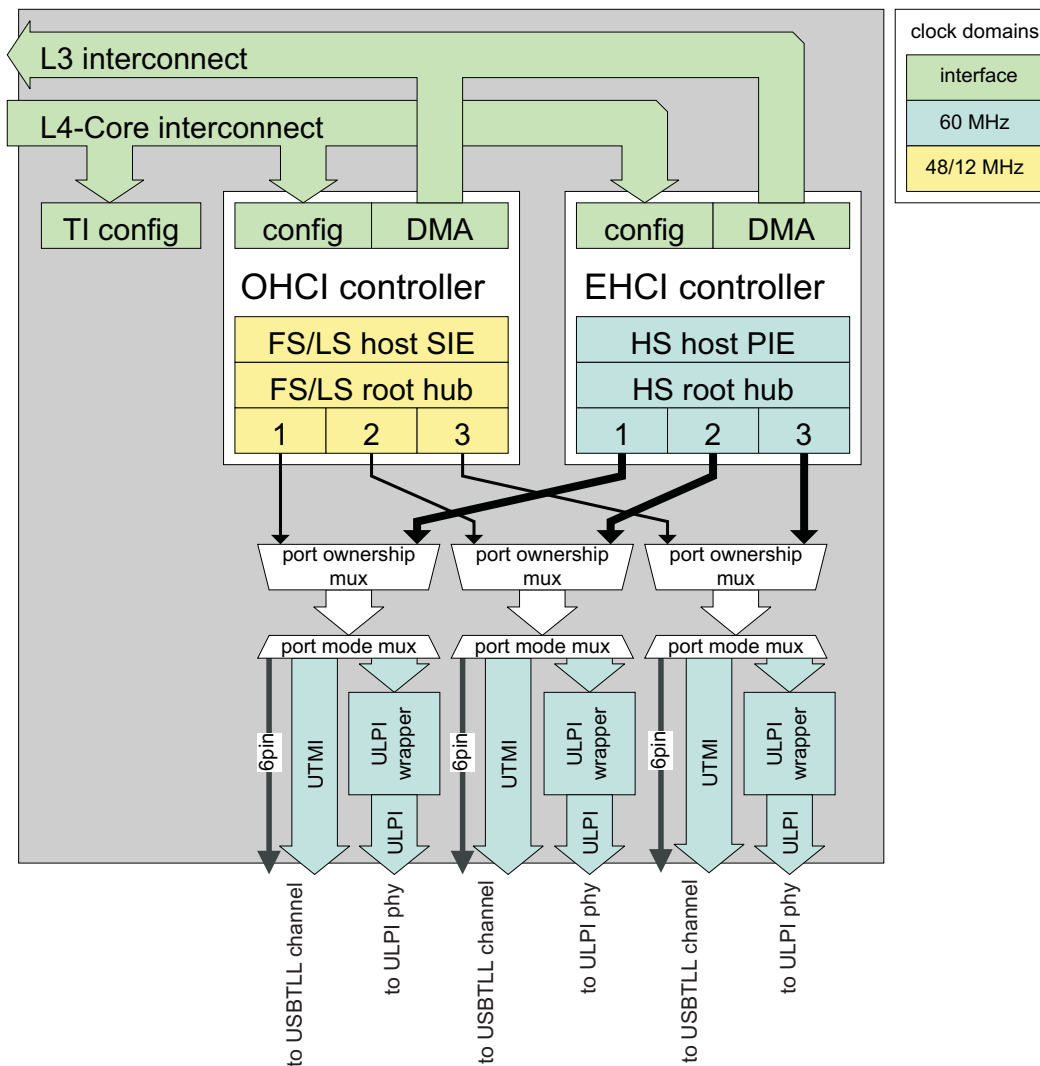 clock domains
interface
60 MHz
48/12 MHz
L3 interconnect
L4-Core interconnect
TI config
config
DMA
OHCI controller
FS/LS host SIE
FS/LS root hub
1
2
3
config
DMA
EHCI controller
HS host PIE
HS root hub
1
2
3
port ownership
mux
port ownership
mux
port ownership
mux
port mode mux
port mode mux
port mode mux
6pin
UTMI
ULPI
wrapper
ULPI
6pin
UTMI
ULPI
wrapper
ULPI
6pin
UTMI
ULPI
wrapper
ULPI
to USBTLL channel
to ULPI phy
to USBTLL channel
to ULPI phy
to USBTLL channel
to ULPI phy